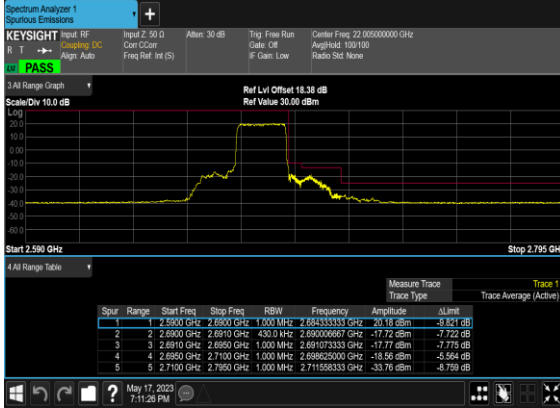 Spectrum Analyzer 1
Spurious Emissions
+
KEYSIGHT Input: RF Input Z: 50 Ω Atten: 30 dB Trig: Free Run Center Freq: 22.005000000 GHz
R T Coupling: DC Corr CCorr Gate: Off Avg|Hold: 100/100
Align: Auto Freq Ref: Int (S) IF Gain: Low Radio Std: None
LXI PASS
3 All Range Graph
Ref Lvl Offset 18.38 dB
Scale/Div 10.0 dB Ref Value 30.00 dBm
Log
20.0
10.0
0.00
-10.0
-20.0
-30.0
-40.0
-50.0
-60.0
Start 2.590 GHz Stop 2.795 GH
4 All Range Table
Measure Trace Trace 1
Trace Type Trace Average (Active)
Spur Range Start Freq Stop Freq RBW Frequency Amplitude ΔLimit
1 1 2.5900 GHz 2.6900 GHz 1.000 MHz 2.684333333 GHz 20.18 dBm -9.821 dB
2 2 2.6900 GHz 2.6910 GHz 430.0 kHz 2.690006667 GHz -17.72 dBm -7.722 dB
3 3 2.6910 GHz 2.6950 GHz 1.000 MHz 2.691073333 GHz -17.77 dBm -7.775 dB
4 4 2.6950 GHz 2.7100 GHz 1.000 MHz 2.698625000 GHz -18.56 dBm -5.564 dB
5 5 2.7100 GHz 2.7950 GHz 1.000 MHz 2.711558333 GHz -33.76 dBm -8.759 dB
? May 17, 2023
7:11:26 PM